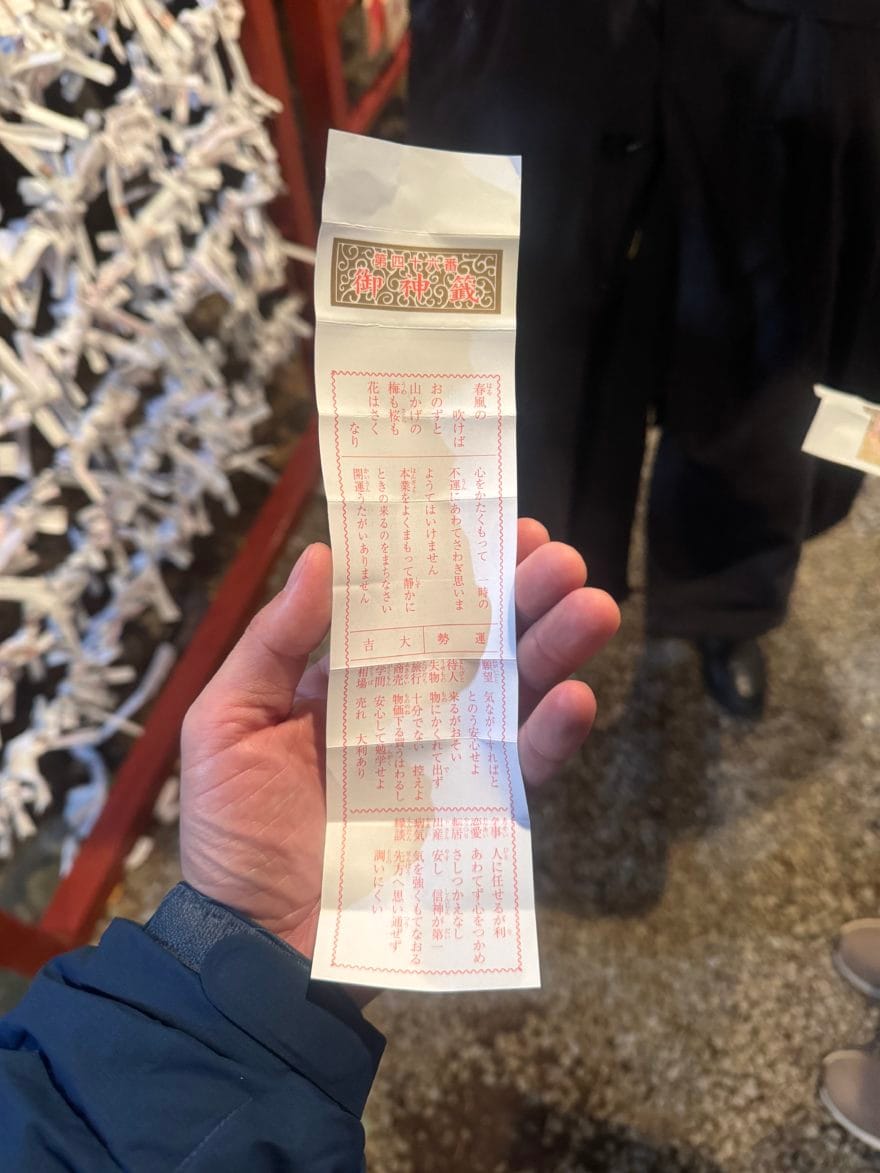 第四十六番
御神籤
春風の
吹けば
おのずと
山かげの
梅も桜も
花はさく
なり
心をかたくもって 一時の
不運にあわてさわぎ思いま
ようてはいけません
本業をよくまもって静かに
ときの来るのをまちなさい
開運うたがいありません
運勢 大吉
願望 気ながくすればと
とのう安心せよ
待人 来るがおそい
失物 物にかくれて出ず
旅行 十分でない 控えよ
商売 物価下る買うはわるし
学問 安心して勉学せよ
相場 売れ 大利あり
争事 人に任せるが利
恋愛 あわてず心をつかめ
転居 さしつかえなし
出産 安し 信神が第一
病気 気を強くもてなおる
縁談 先方へ思い通せず
調いにくい